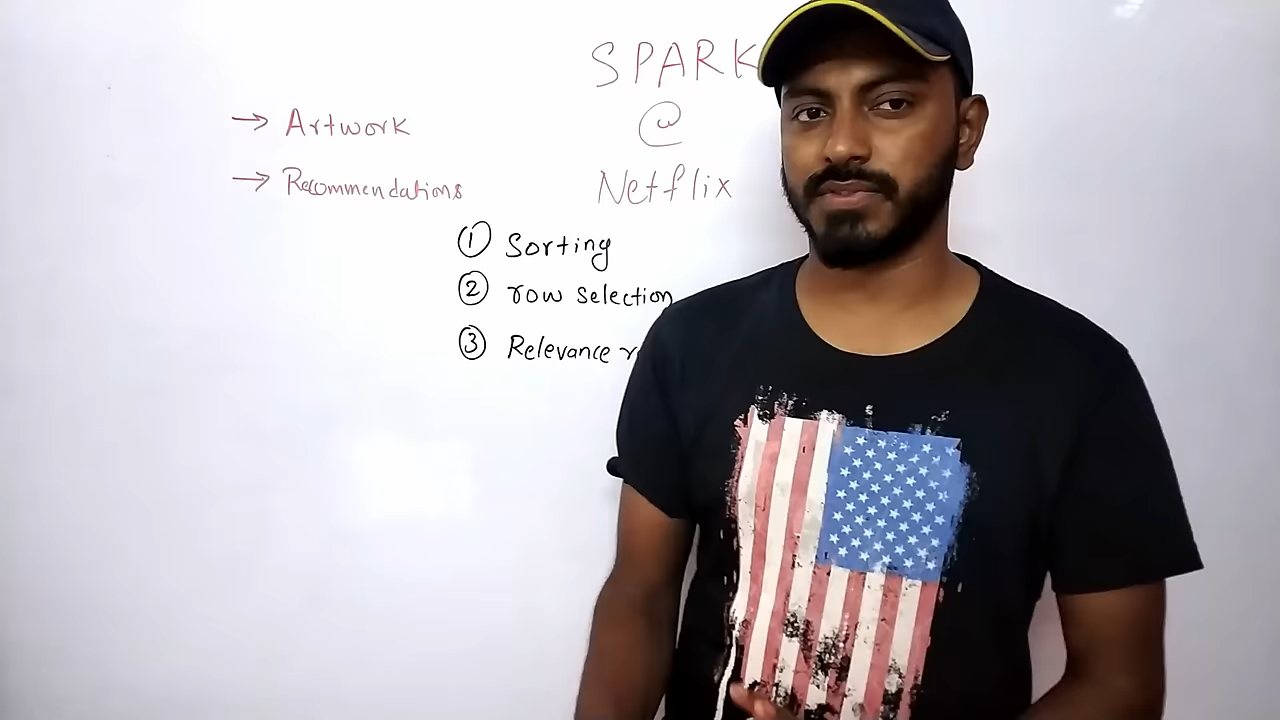 SPARK
@
Netflix
→ Artwork
→ Recommendations
① Sorting
② row selection
③ Relevance